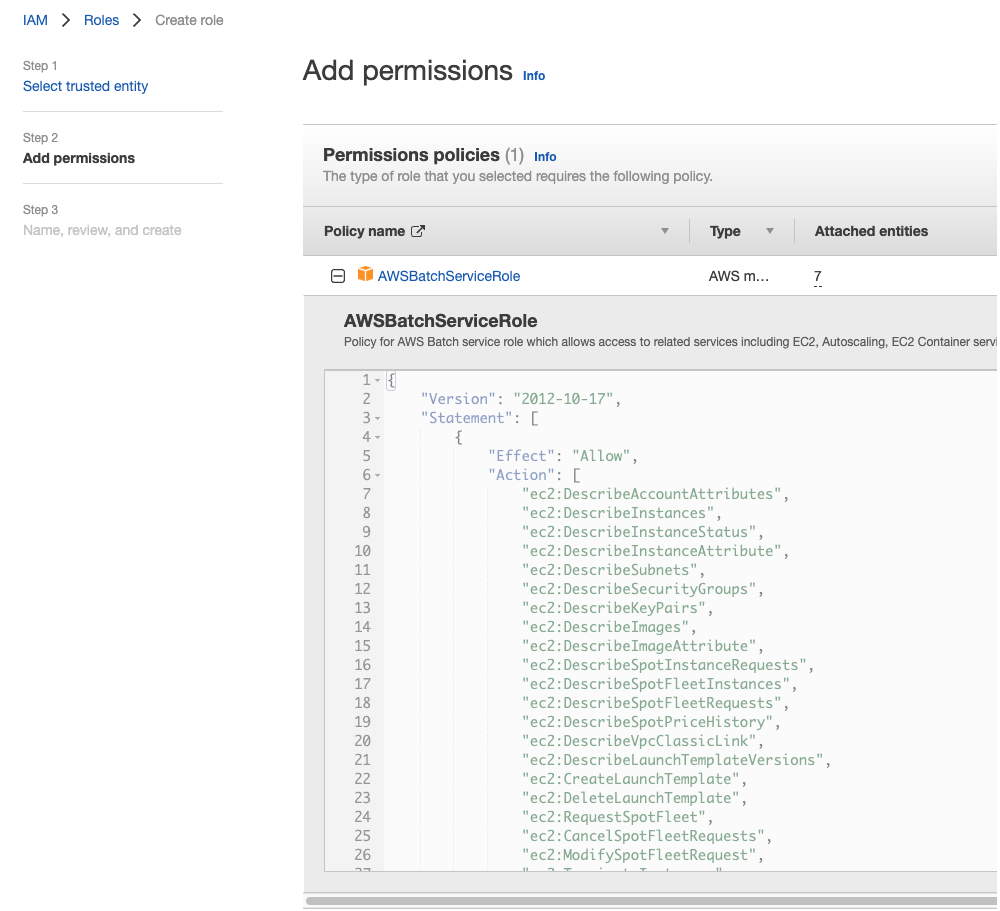 IAM > Roles > Create role
Step 1
Select trusted entity
Step 2
Add permissions
Step 3
Name, review, and create
Add permissions Info
Permissions policies (1) Info
The type of role that you selected requires the following policy.
Policy name Type Attached entities
AWSBatchServiceRole AWS m... 7
AWSBatchServiceRole
Policy for AWS Batch service role which allows access to related services including EC2, Autoscaling, EC2 Container servi
1 {
2 "Version": "2012-10-17",
3 "Statement": [
4 {
5 "Effect": "Allow",
6 "Action": [
7 "ec2:DescribeAccountAttributes",
8 "ec2:DescribeInstances",
9 "ec2:DescribeInstanceStatus",
10 "ec2:DescribeInstanceAttribute",
11 "ec2:DescribeSubnets",
12 "ec2:DescribeSecurityGroups",
13 "ec2:DescribeKeyPairs",
14 "ec2:DescribeImages",
15 "ec2:DescribeImageAttribute",
16 "ec2:DescribeSpotInstanceRequests",
17 "ec2:DescribeSpotFleetInstances",
18 "ec2:DescribeSpotFleetRequests",
19 "ec2:DescribeSpotPriceHistory",
20 "ec2:DescribeVpcClassicLink",
21 "ec2:DescribeLaunchTemplateVersions",
22 "ec2:CreateLaunchTemplate",
23 "ec2:DeleteLaunchTemplate",
24 "ec2:RequestSpotFleet",
25 "ec2:CancelSpotFleetRequests",
26 "ec2:ModifySpotFleetRequest",